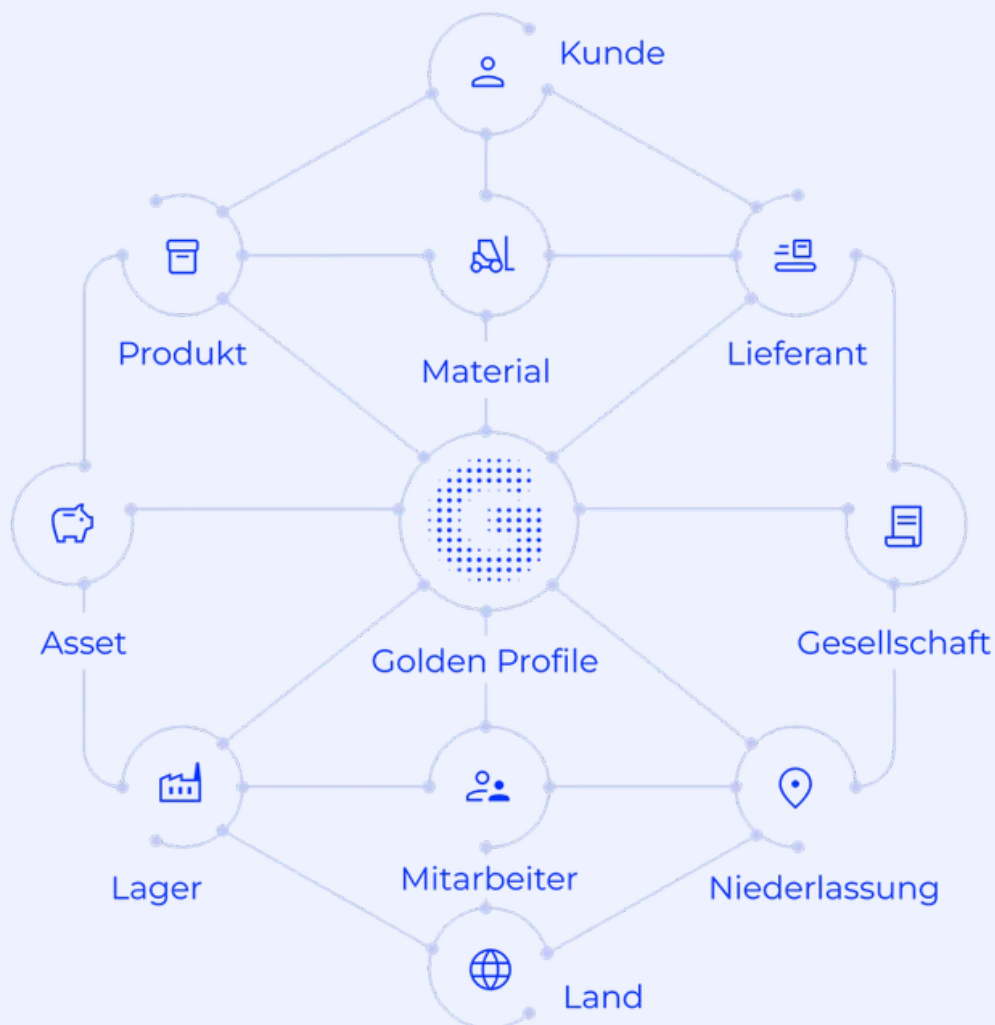 Kunde
Produkt
Material
Lieferant
Asset
Golden Profile
Gesellschaft
Lager
Mitarbeiter
Niederlassung
Land